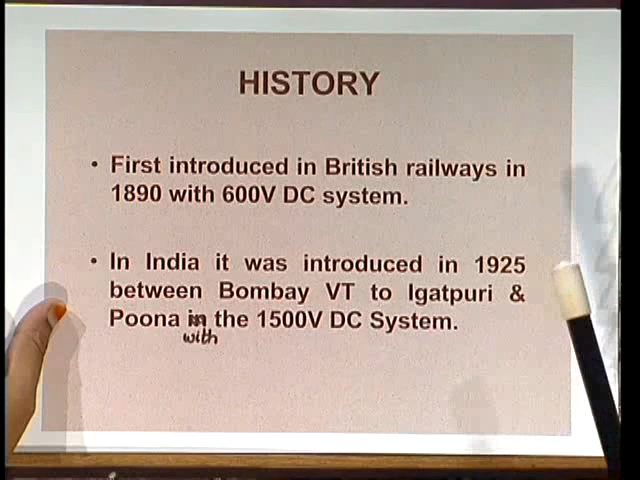 HISTORY
• First introduced in British railways in
1890 with 600V DC system.
• In India it was introduced in 1925
between Bombay VT to Igatpuri &
Poona in the 1500V DC System.
with